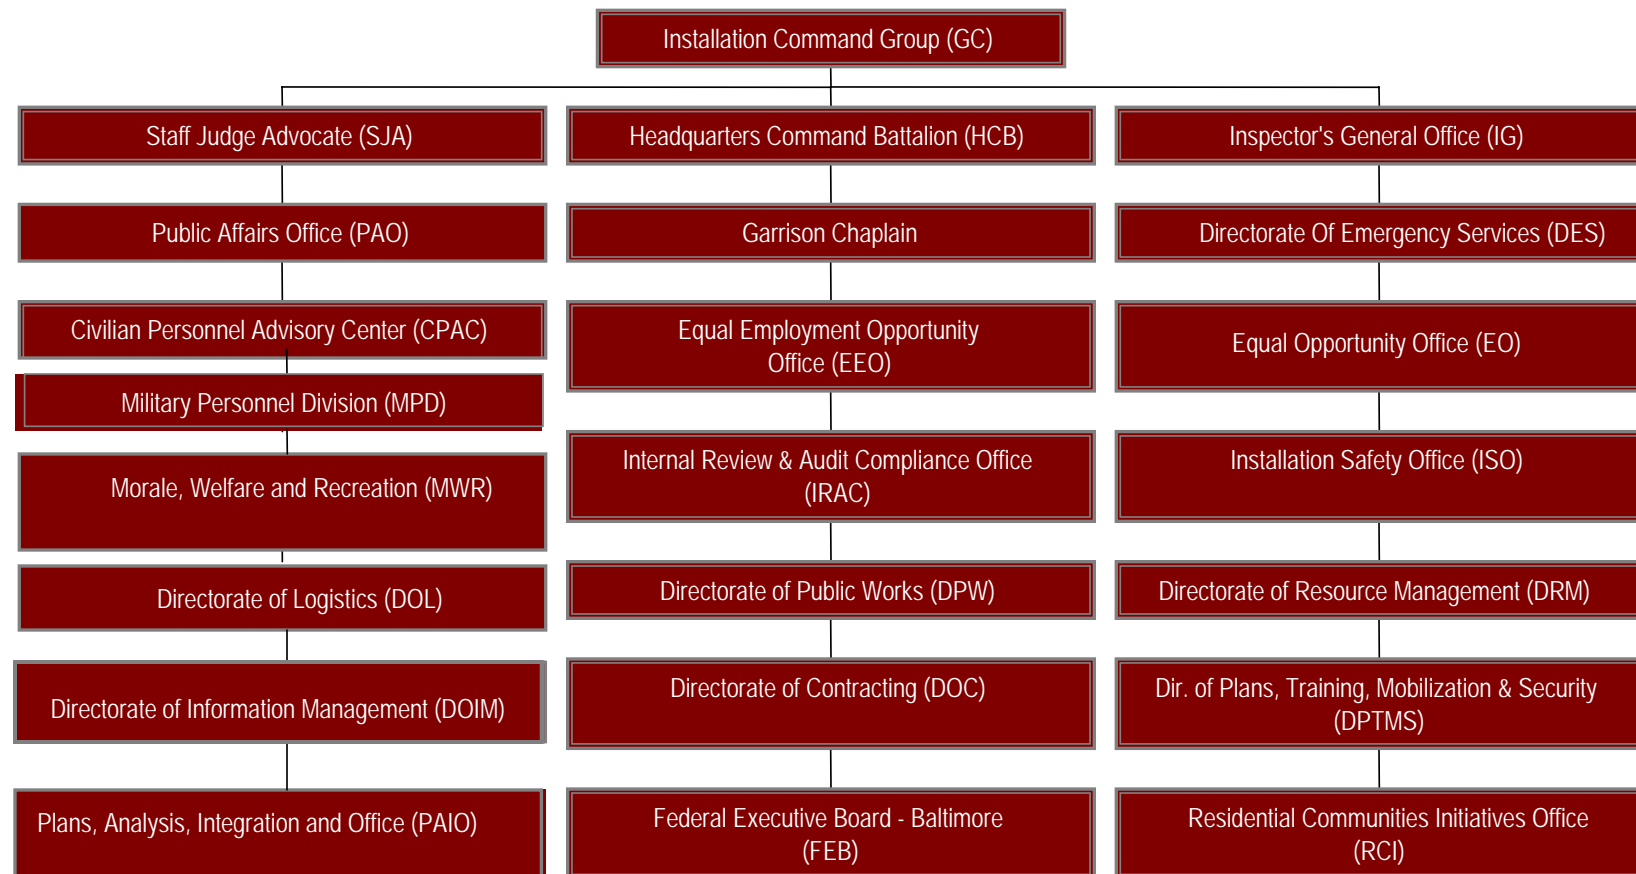 Installation Command Group (GC)
Staff Judge Advocate (SJA)
Headquarters Command Battalion (HCB)
Inspector's General Office (IG)
Public Affairs Office (PAO)
Garrison Chaplain
Directorate Of Emergency Services (DES)
Civilian Personnel Advisory Center (CPAC)
Equal Employment Opportunity
Office (EEO)
Equal Opportunity Office (EO)
Military Personnel Division (MPD)
Morale, Welfare and Recreation (MWR)
Internal Review & Audit Compliance Office
(IRAC)
Installation Safety Office (ISO)
Directorate of Logistics (DOL)
Directorate of Public Works (DPW)
Directorate of Resource Management (DRM)
Directorate of Information Management (DOIM)
Directorate of Contracting (DOC)
Dir. of Plans, Training, Mobilization & Security
(DPTMS)
Plans, Analysis, Integration and Office (PAIO)
Federal Executive Board - Baltimore
(FEB)
Residential Communities Initiatives Office
(RCI)